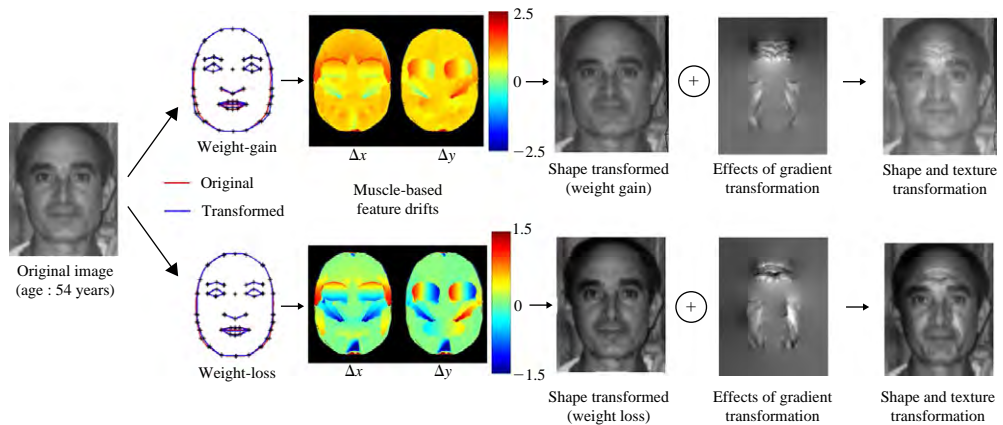 2.5
0
−2.5
Weight-gain
Δx
Δy
Original
Transformed
Muscle-based
feature drifts
Shape transformed
(weight gain)
+
Effects of gradient
transformation
Shape and texture
transformation
Original image
(age : 54 years)
1.5
0
−1.5
Weight-loss
Δx
Δy
Shape transformed
(weight loss)
+
Effects of gradient
transformation
Shape and texture
transformation